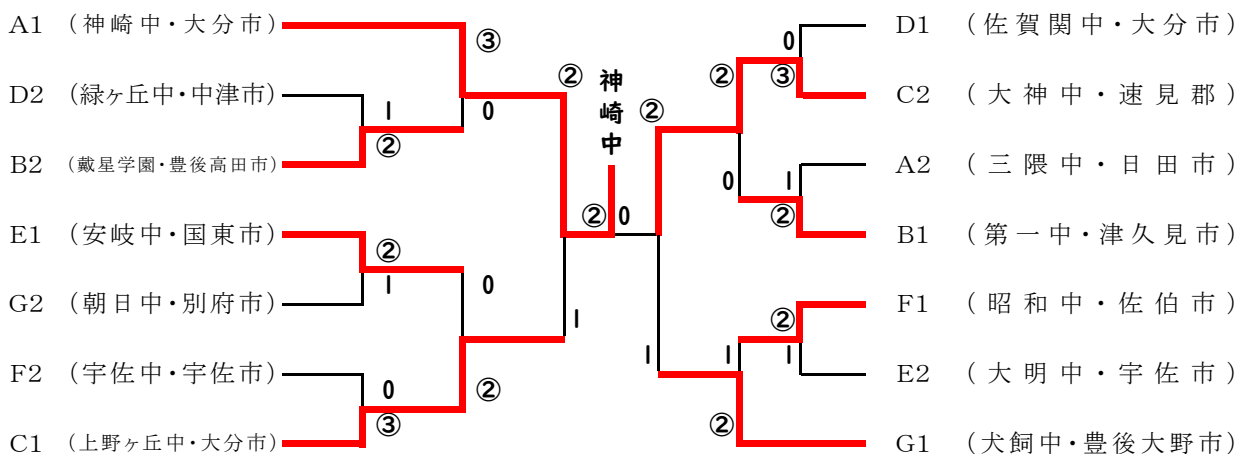 A1 (神崎中・大分市)
D2 (緑ヶ丘中・中津市)
B2 (戴星学園・豊後高田市)
E1 (安岐中・国東市)
G2 (朝日中・別府市)
F2 (宇佐中・宇佐市)
C1 (上野ヶ丘中・大分市)
③
1
②
0
②
1
0
0
③
②
②
1
神崎中
②
0
②
1
②
0
1
②
0
③
1
②
②
1
D1 (佐賀関中・大分市)
C2 (大神中・速見郡)
A2 (三隈中・日田市)
B1 (第一中・津久見市)
F1 (昭和中・佐伯市)
E2 (大明中・宇佐市)
G1 (犬飼中・豊後大野市)